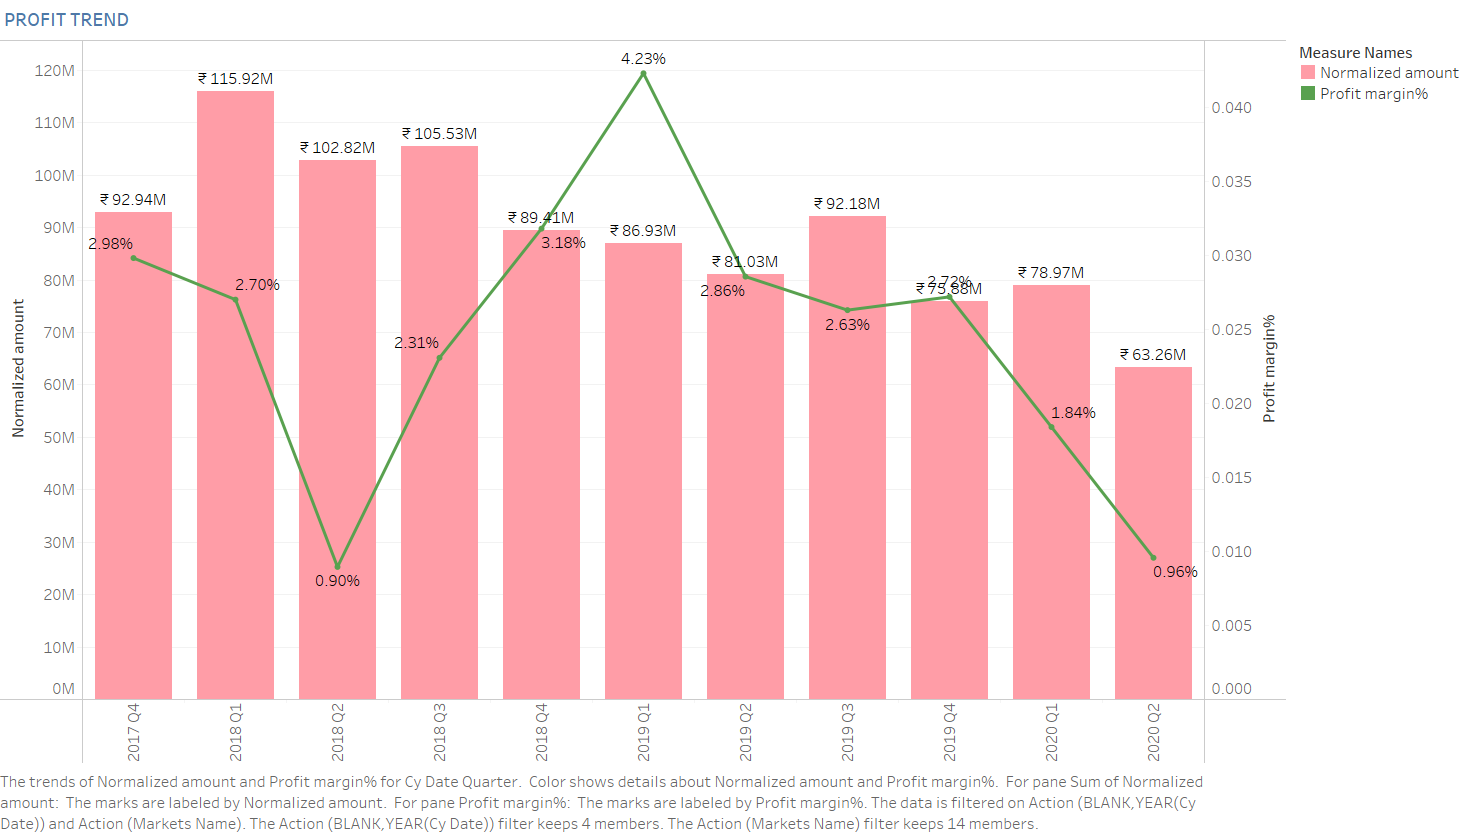 PROFIT TREND
Measure Names
Normalized amount
Profit margin%
Normalized amount
120M
110M
100M
90M
80M
70M
60M
50M
40M
30M
20M
10M
0M
₹ 92.94M
₹ 115.92M
₹ 102.82M
₹ 105.53M
₹ 89.41M
₹ 86.93M
₹ 81.03M
₹ 92.18M
₹ 75.88M
₹ 78.97M
₹ 63.26M
2.98%
2.70%
0.90%
2.31%
3.18%
4.23%
2.86%
2.63%
2.72%
1.84%
0.96%
0.040
0.035
0.030
0.025
0.020
0.015
0.010
0.005
0.000
Profit margin%
2017 Q4
2018 Q1
2018 Q2
2018 Q3
2018 Q4
2019 Q1
2019 Q2
2019 Q3
2019 Q4
2020 Q1
2020 Q2
The trends of Normalized amount and Profit margin% for Cy Date Quarter.  Color shows details about Normalized amount and Profit margin%.  For pane Sum of Normalized
amount:  The marks are labeled by Normalized amount.  For pane Profit margin%:  The marks are labeled by Profit margin%. The data is filtered on Action (BLANK,YEAR(Cy
Date)) and Action (Markets Name). The Action (BLANK,YEAR(Cy Date)) filter keeps 4 members. The Action (Markets Name) filter keeps 14 members.